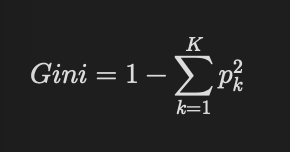 Gini = 1 − ∑_{k=1}^{K} p_k^2